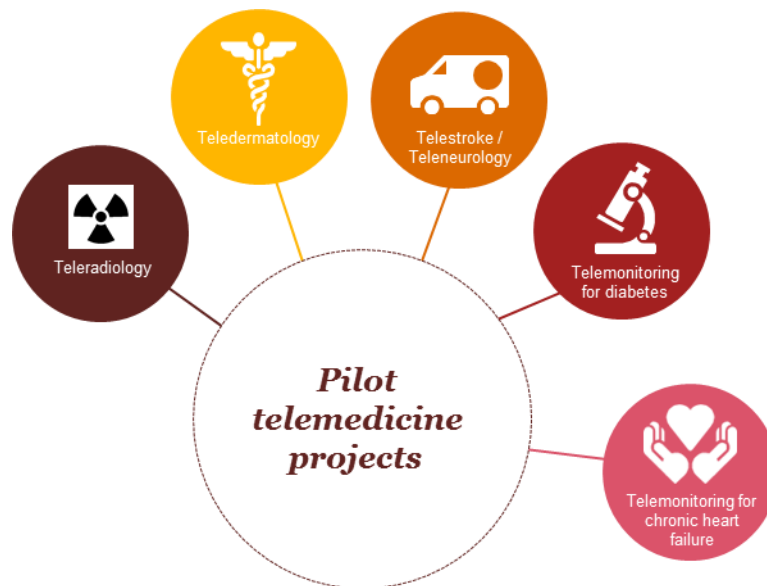 Teledermatology
Telestroke /
Teleneurology
Teleradiology
Telemonitoring
for diabetes
Pilot
telemedicine
projects
Telemonitoring for
chronic heart
failure